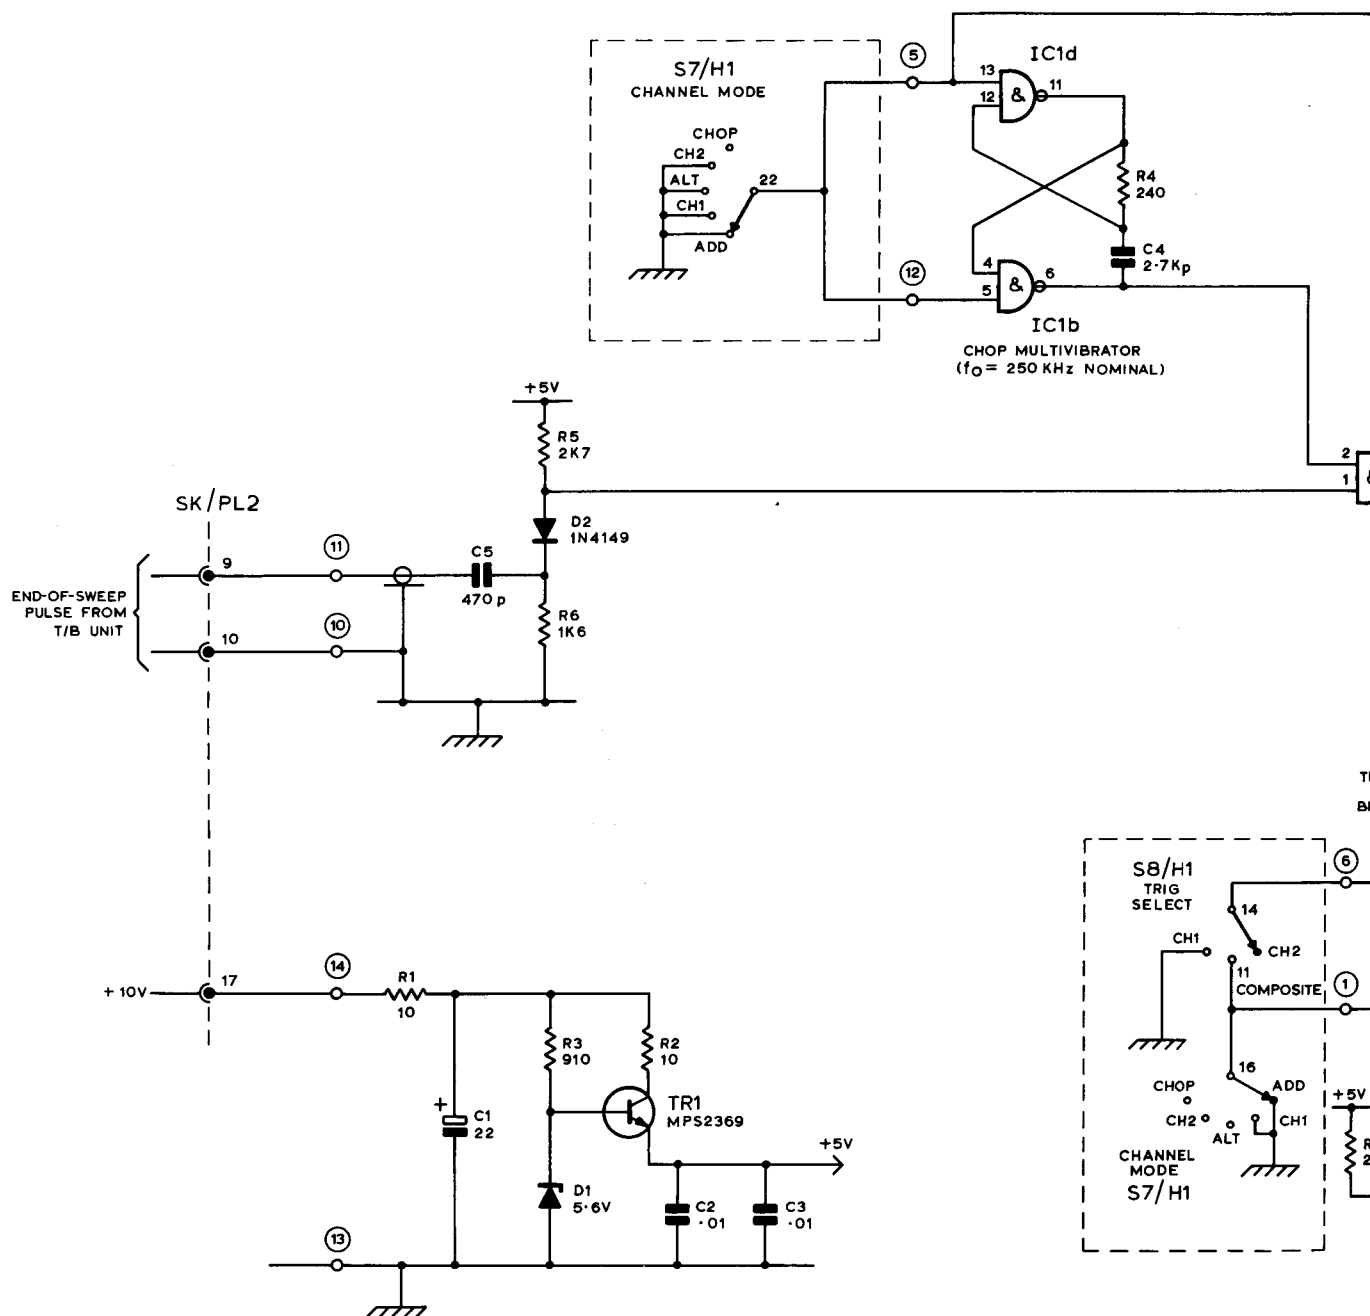 S7/H1
CHANNEL MODE
CHOP
CH2
ALT
CH1
ADD
22
5
12
IC1d
13
12
11
&
R4
240
C4
2·7Kp
4
5
6
&
IC1b
CHOP MULTIVIBRATOR
(fo = 250 KHz NOMINAL)
2
1
+5V
R5
2K7
D2
1N4149
SK/PL2
END-OF-SWEEP
PULSE FROM
T/B UNIT
9
10
11
10
C5
470p
R6
1K6
+10V
17
14
R1
10
R3
910
R2
10
+
C1
22
TR1
MPS2369
+5V
D1
5·6V
C2
·01
C3
·01
13
S8/H1
TRIG
SELECT
14
CH1
CH2
11
COMPOSITE
6
1
16
CHOP
ADD
CH2
ALT
CH1
CHANNEL
MODE
S7/H1
+5V
R
2